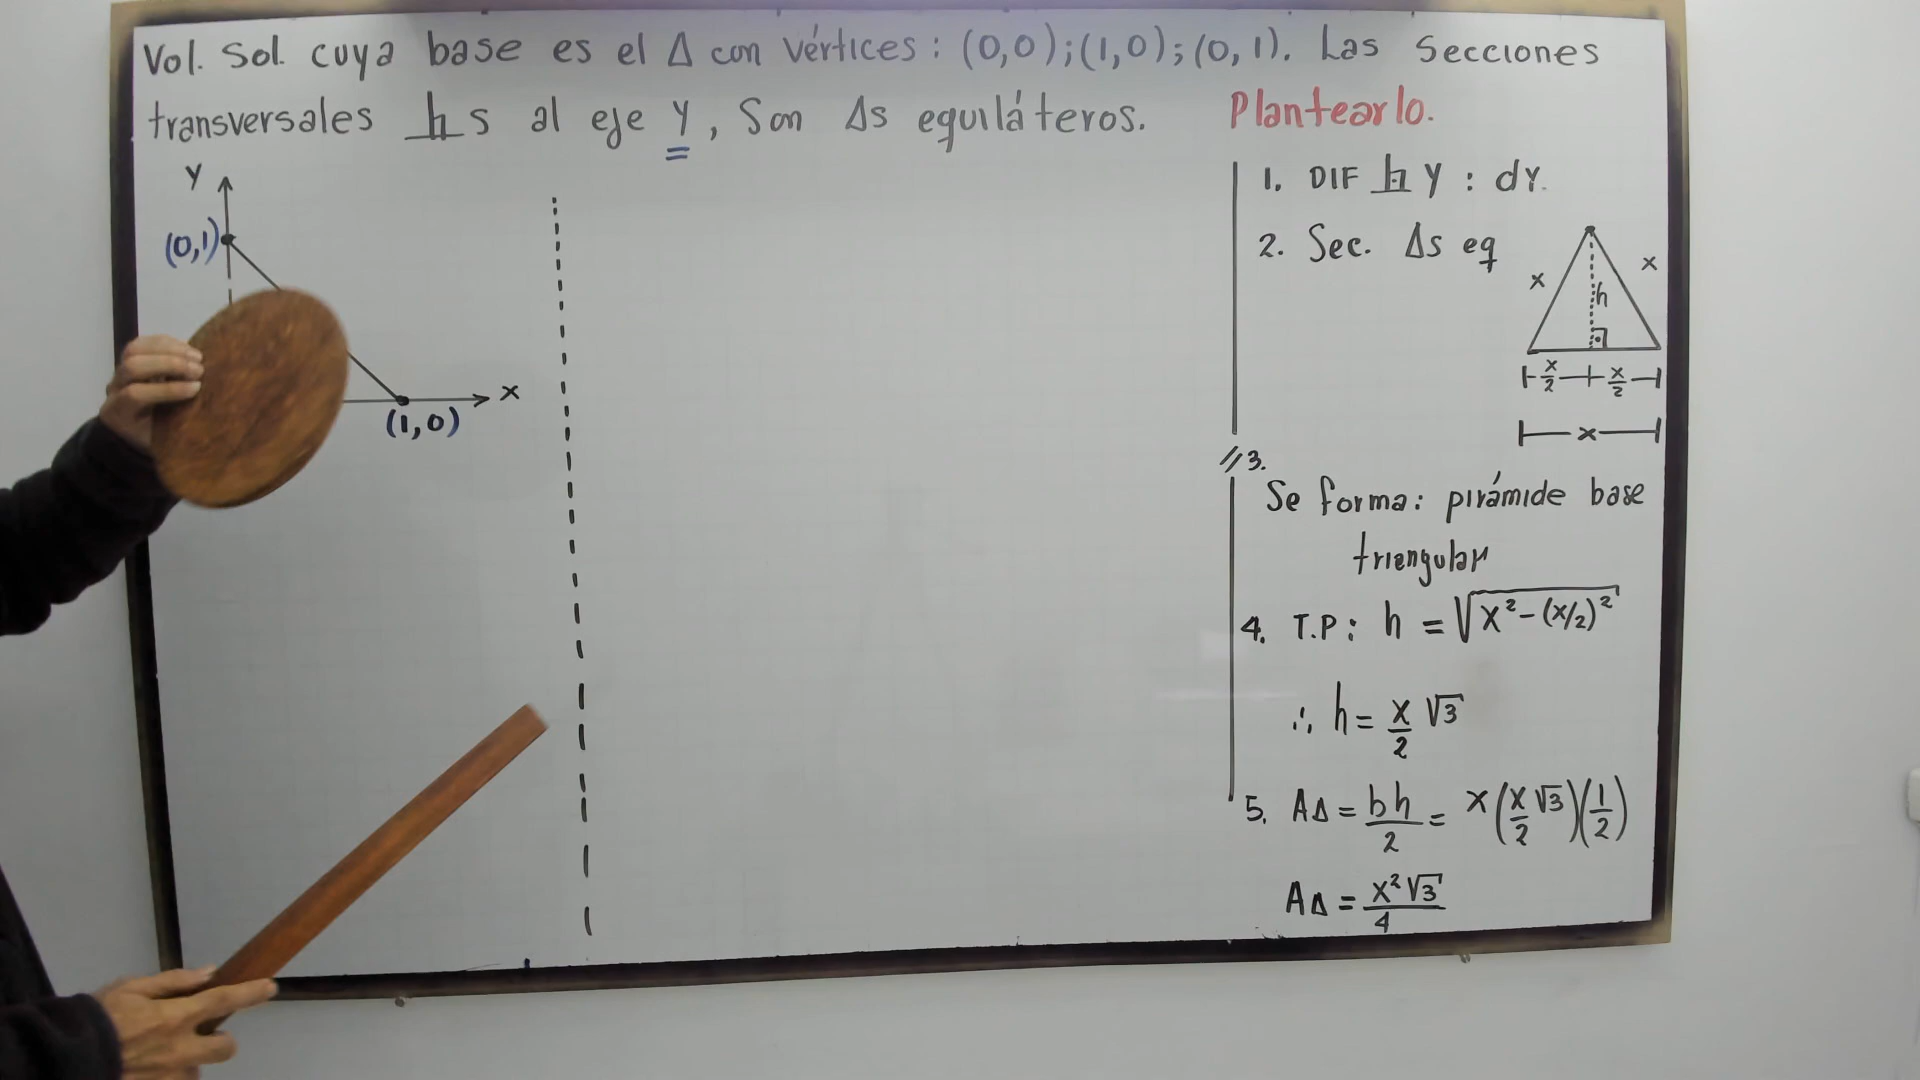 Vol. Sol. cuya base es el Δ con vértices: (0,0);(1,0);(0,1). Las Secciones
transversales ⊥s al eje Y, Son Δs equiláteros. Plantearlo.
Y
(0,1)
x
(1,0)
1. DIF ⊥ Y : dY.
2. Sec. Δs eq
x
x
h
x/2 x/2
x
//3.
Se forma: pirámide base
triangular
4. T.P: h = √(x²-(x/2)²)
∴ h = x/2 √3
5. AΔ = bh/2 = x(x/2 √3)(1/2)
AΔ = x²√3/4